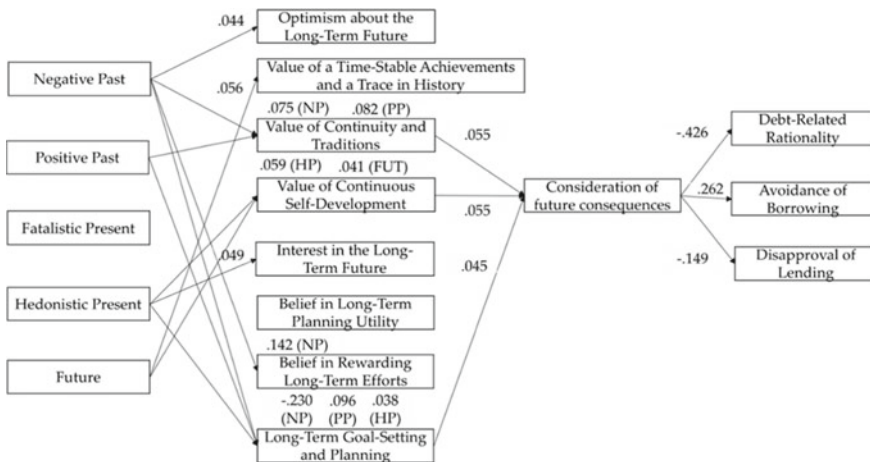 .044
Optimism about the
Long-Term Future
Negative Past
.056
Value of a Time-Stable Achievements
and a Trace in History
.075 (NP) .082 (PP)
Value of Continuity and
Traditions
.055
-.426
Debt-Related
Rationality
Positive Past
.059 (HP) .041 (FUT)
Value of Continuous
Self-Development
.055
Consideration of
future consequences
.262
Avoidance of
Borrowing
Fatalistic Present
.049
Interest in the Long-
Term Future
.045
-.149
Disapproval of
Lending
Hedonistic Present
Belief in Long-Term
Planning Utility
.142 (NP)
Belief in Rewarding
Long-Term Efforts
Future
-.230 .096 .038
(NP) (PP) (HP)
Long-Term Goal-Setting
and Planning